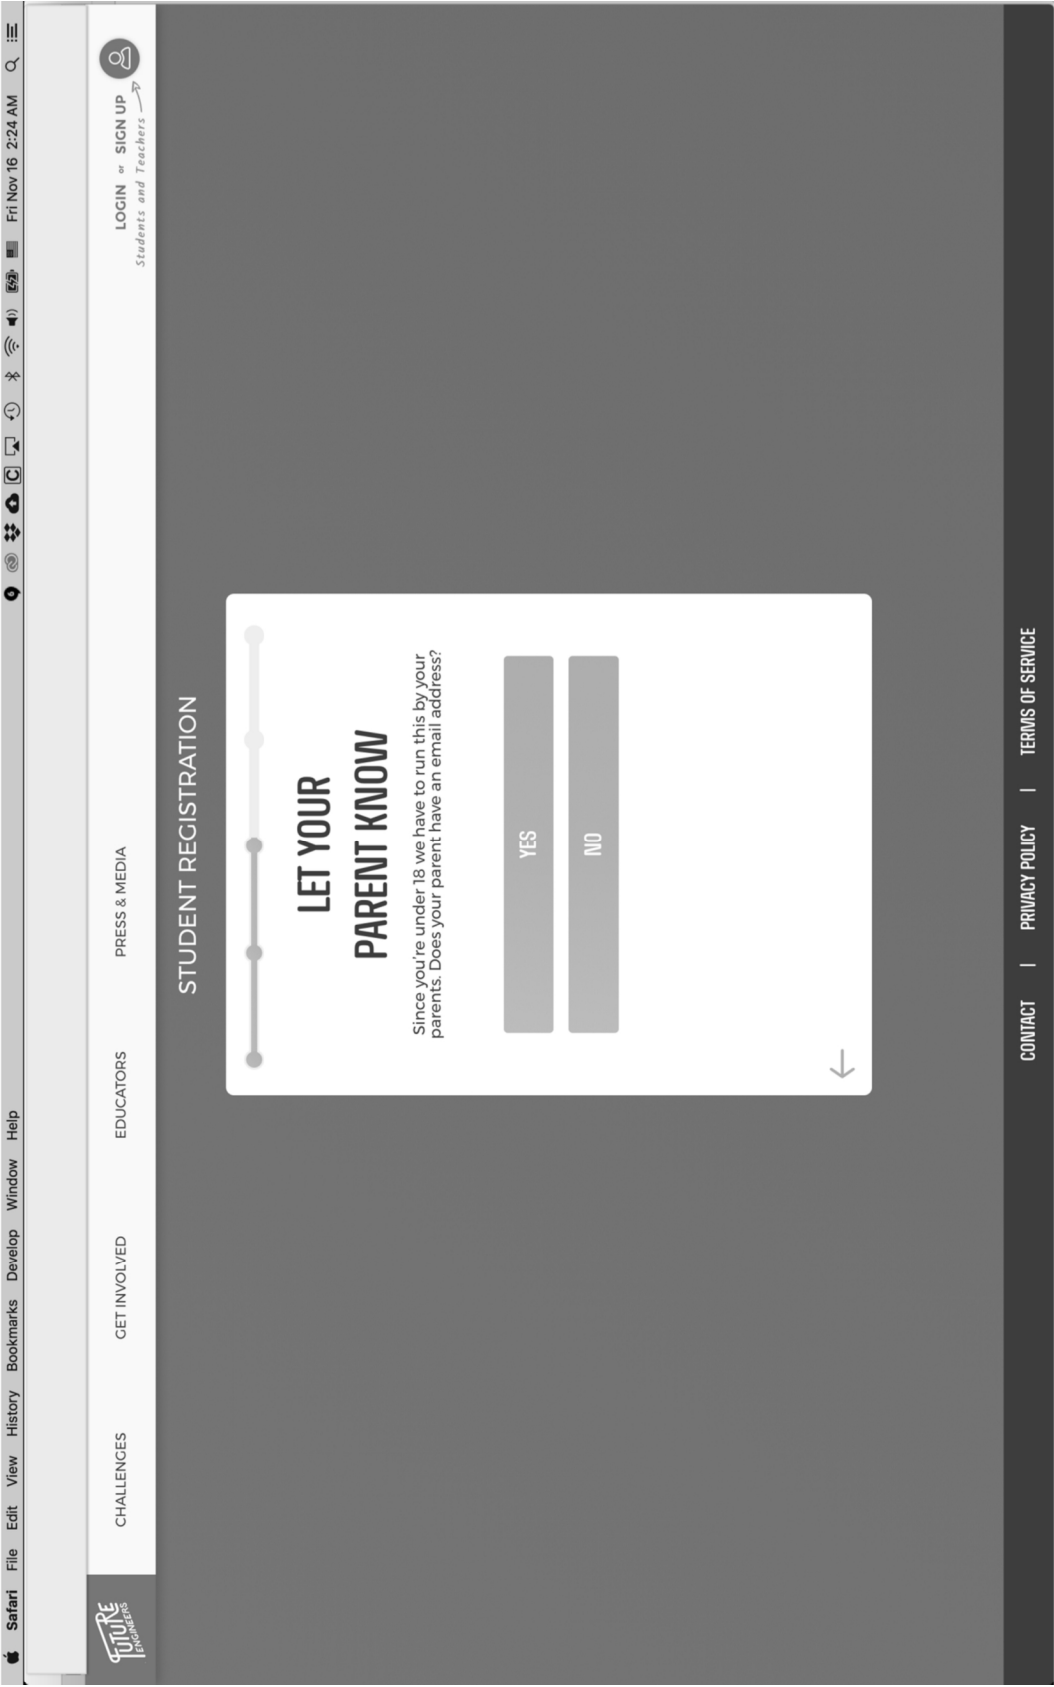 Safari File Edit View History Bookmarks Develop Window Help
Fri Nov 16 2:24 AM
FUTURE
ENGINEERS
CHALLENGES
GET INVOLVED
EDUCATORS
PRESS & MEDIA
LOGIN or SIGN UP
Students and Teachers
STUDENT REGISTRATION
LET YOUR
PARENT KNOW
Since you're under 18 we have to run this by your
parents. Does your parent have an email address?
YES
NO
CONTACT | PRIVACY POLICY | TERMS OF SERVICE